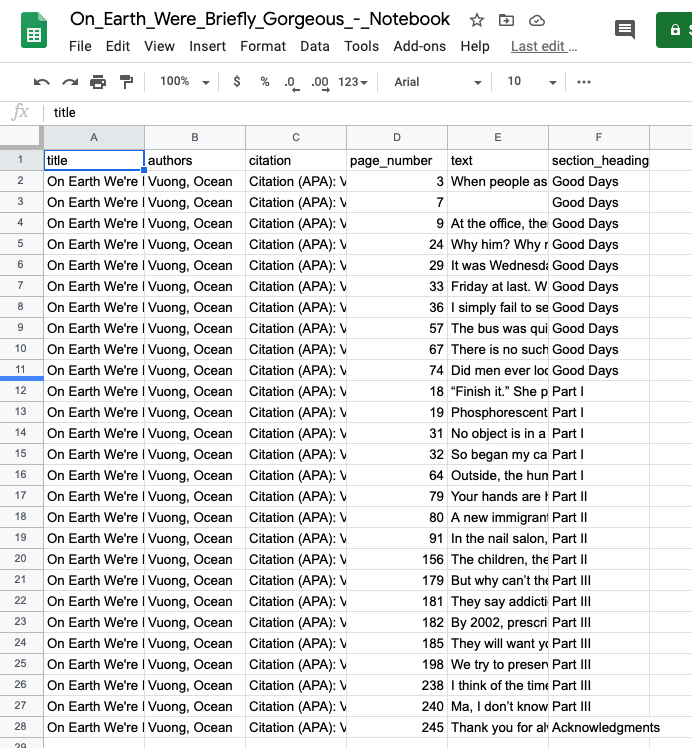 On_Earth_Were_Briefly_Gorgeous_-_Notebook
File Edit View Insert Format Data Tools Add-ons Help Last edit ...
100% $ % .0 .00 123 Arial 10 ...
fx title
A B C D E F
1 title authors citation page_number text section_heading
2 On Earth We're Vuong, Ocean Citation (APA): V 3 When people as Good Days
3 On Earth We're Vuong, Ocean Citation (APA): V 7 Good Days
4 On Earth We're Vuong, Ocean Citation (APA): V 9 At the office, the Good Days
5 On Earth We're Vuong, Ocean Citation (APA): V 24 Why him? Why Good Days
6 On Earth We're Vuong, Ocean Citation (APA): V 29 It was Wednesda Good Days
7 On Earth We're Vuong, Ocean Citation (APA): V 33 Friday at last. W Good Days
8 On Earth We're Vuong, Ocean Citation (APA): V 36 I simply fail to se Good Days
9 On Earth We're Vuong, Ocean Citation (APA): V 57 The bus was qui Good Days
10 On Earth We're Vuong, Ocean Citation (APA): V 67 There is no such Good Days
11 On Earth We're Vuong, Ocean Citation (APA): V 74 Did men ever loo Good Days
12 On Earth We're Vuong, Ocean Citation (APA): V 18 “Finish it.” She p Part I
13 On Earth We're Vuong, Ocean Citation (APA): V 19 Phosphorescent Part I
14 On Earth We're Vuong, Ocean Citation (APA): V 31 No object is in a Part I
15 On Earth We're Vuong, Ocean Citation (APA): V 32 So began my ca Part I
16 On Earth We're Vuong, Ocean Citation (APA): V 64 Outside, the hum Part I
17 On Earth We're Vuong, Ocean Citation (APA): V 79 Your hands are Part II
18 On Earth We're Vuong, Ocean Citation (APA): V 80 A new immigrant Part II
19 On Earth We're Vuong, Ocean Citation (APA): V 91 In the nail salon, Part II
20 On Earth We're Vuong, Ocean Citation (APA): V 156 The children, the Part II
21 On Earth We're Vuong, Ocean Citation (APA): V 179 But why can’t the Part III
22 On Earth We're Vuong, Ocean Citation (APA): V 181 They say addicti Part III
23 On Earth We're Vuong, Ocean Citation (APA): V 182 By 2002, prescri Part III
24 On Earth We're Vuong, Ocean Citation (APA): V 185 They will want yo Part III
25 On Earth We're Vuong, Ocean Citation (APA): V 198 We try to preserv Part III
26 On Earth We're Vuong, Ocean Citation (APA): V 238 I think of the time Part III
27 On Earth We're Vuong, Ocean Citation (APA): V 240 Ma, I don’t know Part III
28 On Earth We're Vuong, Ocean Citation (APA): V 245 Thank you for al Acknowledgments
29